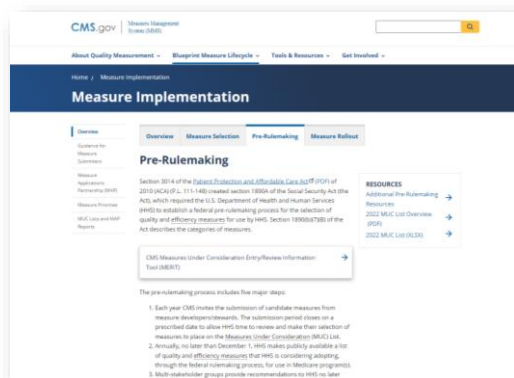 CMS.gov
Measures Management
System (MMS)
About Quality Measurement
Blueprint Measure Lifecycle
Tools & Resources
Get Involved
Home / Measure Implementation
Measure Implementation
Overview
Guidance for
Measure
Submitters
Measure
Applications
Partnership (MAP)
Measure Priorities
MUC Lists and MAP
Reports
Overview
Measure Selection
Pre-Rulemaking
Measure Rollout
Pre-Rulemaking
Section 3014 of the Patient Protection and Affordable Care Act (PDF) of
2010 (ACA) (P.L. 111-148) created section 1890A of the Social Security Act (the
Act), which required the U.S. Department of Health and Human Services
(HHS) to establish a federal pre-rulemaking process for the selection of
quality and efficiency measures for use by HHS. Section 1890(b)(7)(B) of the
Act describes the categories of measures.
CMS Measures Under Consideration Entry/Review Information
Tool (MERIT)
The pre-rulemaking process includes five major steps:
1. Each year CMS invites the submission of candidate measures from
measure developers/stewards. The submission period closes on a
prescribed date to allow HHS time to review and make their selection of
measures to place on the Measures Under Consideration (MUC) List.
2. Annually, no later than December 1, HHS makes publicly available a list
of quality and efficiency measures that HHS is considering adopting,
through the federal rulemaking process, for use in Medicare program(s).
3. Multi-stakeholder groups provide recommendations to HHS no later
RESOURCES
Additional Pre-Rulemaking
Resources
2022 MUC List Overview
(PDF)
2022 MUC List (XLSX)